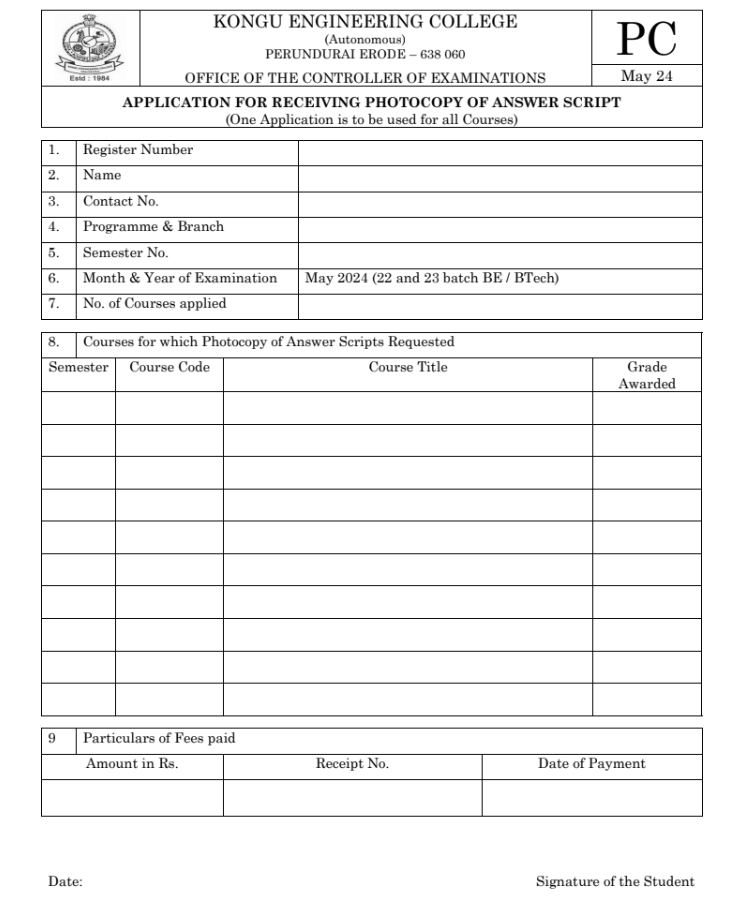 KONGU ENGINEERING COLLEGE
(Autonomous)
PERUNDURAI ERODE – 638 060
OFFICE OF THE CONTROLLER OF EXAMINATIONS
Estd : 1984
PC
May 24
APPLICATION FOR RECEIVING PHOTOCOPY OF ANSWER SCRIPT
(One Application is to be used for all Courses)
1. Register Number
2. Name
3. Contact No.
4. Programme & Branch
5. Semester No.
6. Month & Year of Examination May 2024 (22 and 23 batch BE / BTech)
7. No. of Courses applied
8. Courses for which Photocopy of Answer Scripts Requested
Semester Course Code Course Title Grade
Awarded
9 Particulars of Fees paid
Amount in Rs. Receipt No. Date of Payment
Date: Signature of the Student